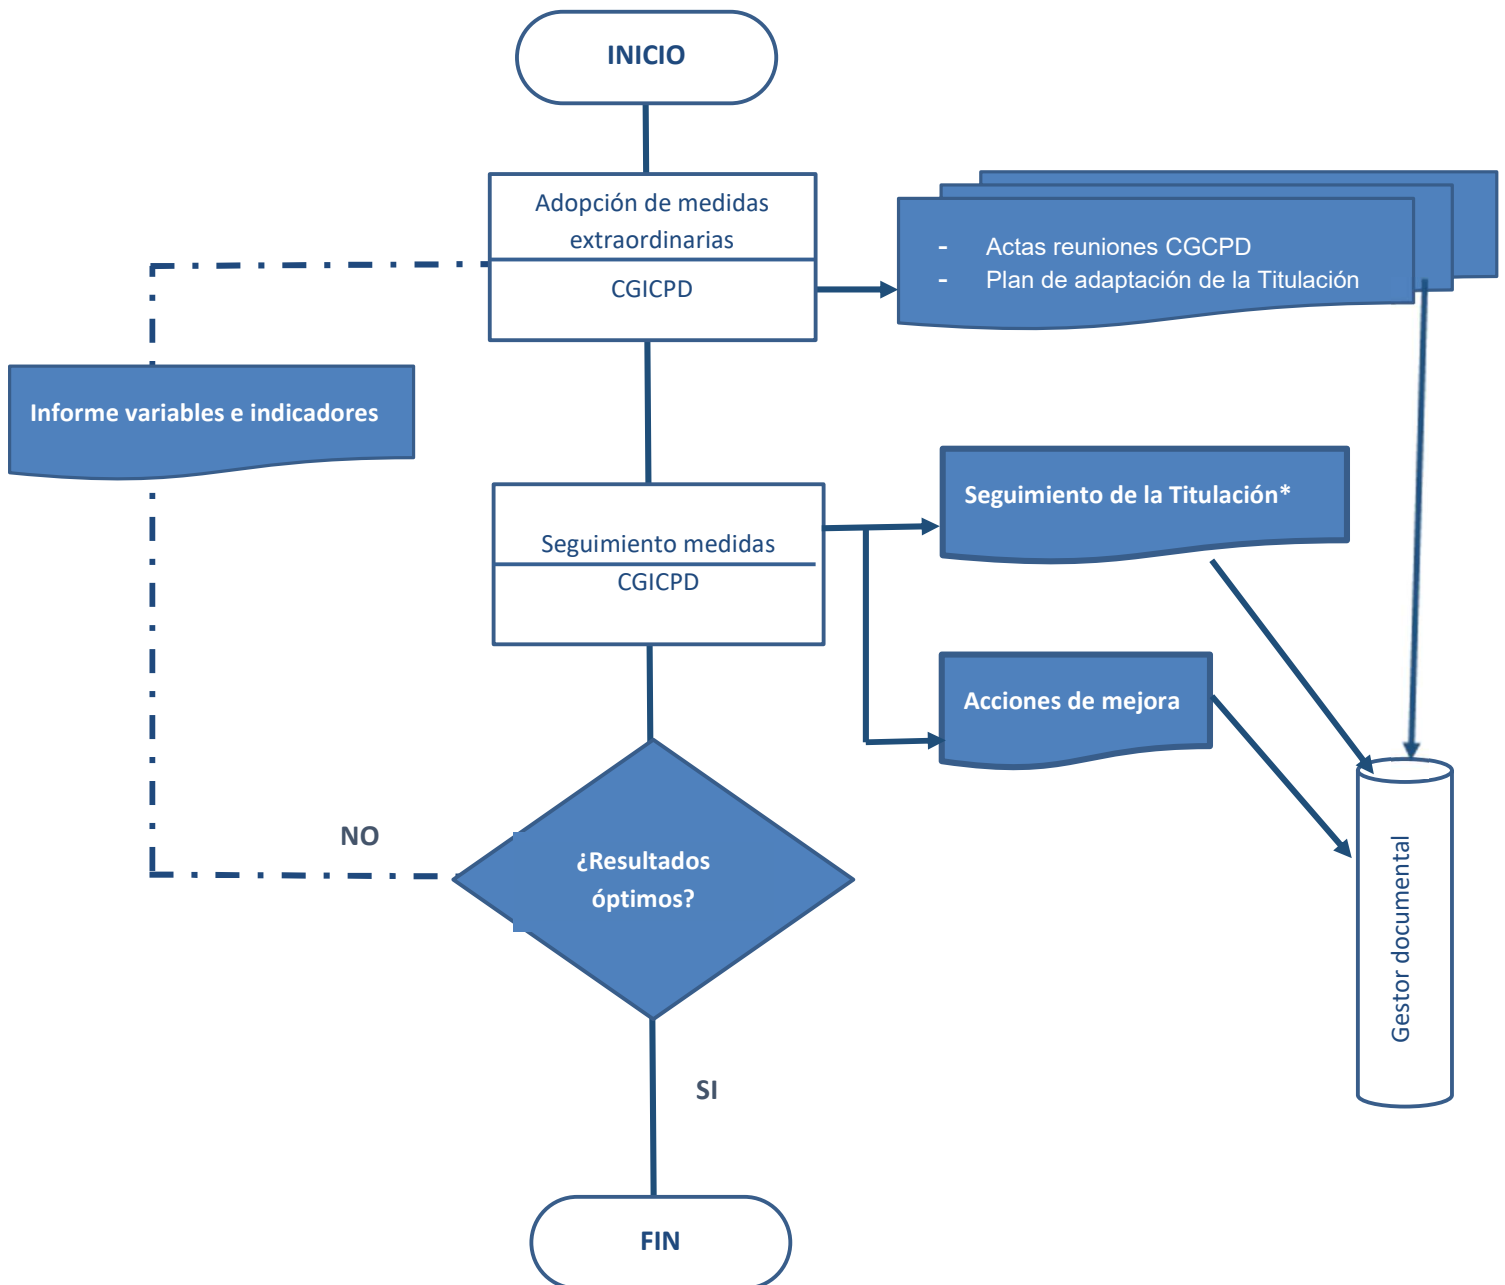 INICIO
Adopción de medidas
extraordinarias
CGICPD
- Actas reuniones CGCPD
- Plan de adaptación de la Titulación
Informe variables e indicadores
Seguimiento medidas
CGICPD
Seguimiento de la Titulación*
Acciones de mejora
NO
¿Resultados
óptimos?
Gestor documental
SI
FIN